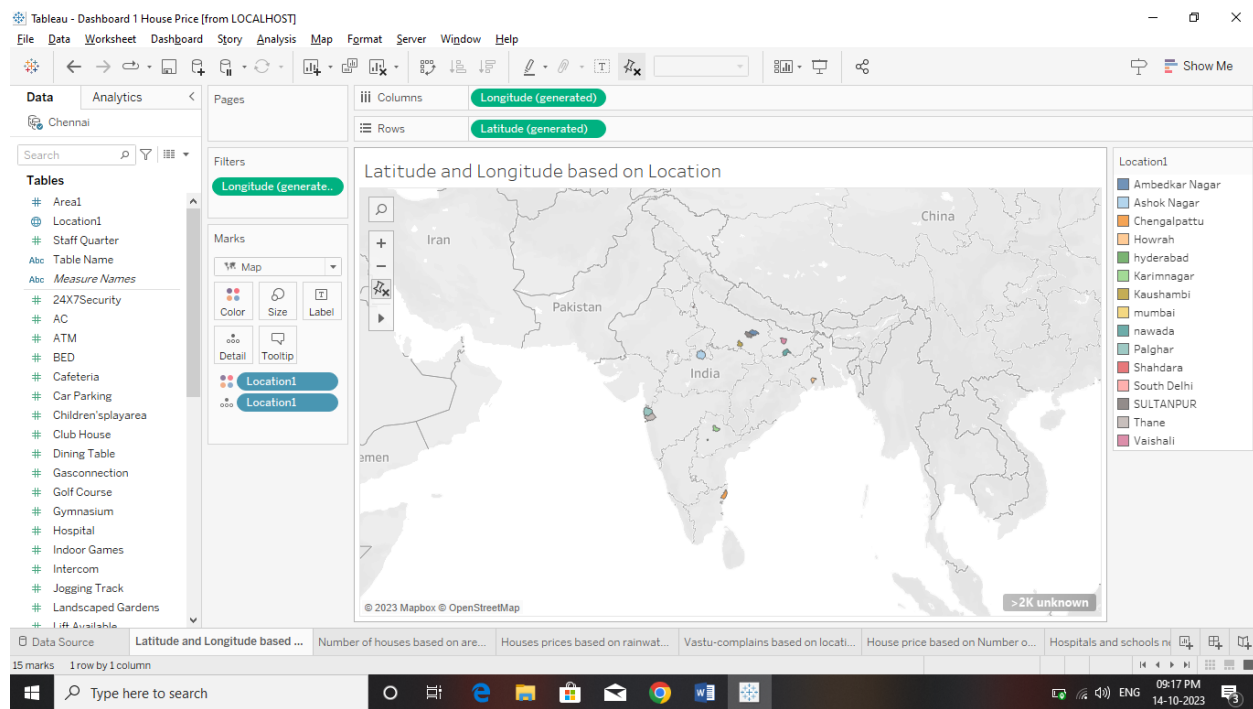 Tableau - Dashboard 1 House Price [from LOCALHOST]
File Data Worksheet Dashboard Story Analysis Map Format Server Window Help
Show Me
Data Analytics
Chennai
Search
Tables
# Area1
Location1
# Staff Quarter
Abc Table Name
Abc Measure Names
# 24X7Security
# AC
# ATM
# BED
# Cafeteria
# Car Parking
# Children'splayarea
# Club House
# Dining Table
# Gasconnection
# Golf Course
# Gymnasium
# Hospital
# Indoor Games
# Intercom
# Jogging Track
# Landscaped Gardens
# Lift Available
Pages
Filters
Longitude (generate..
Marks
Map
Color Size Label
Detail Tooltip
Location1
Location1
Columns Longitude (generated)
Rows Latitude (generated)
Latitude and Longitude based on Location
Iran
China
Pakistan
India
emen
© 2023 Mapbox © OpenStreetMap
>2K unknown
Location1
Ambedkar Nagar
Ashok Nagar
Chengalpattu
Howrah
hyderabad
Karimnagar
Kaushambi
mumbai
nawada
Palghar
Shahdara
South Delhi
SULTANPUR
Thane
Vaishali
Data Source Latitude and Longitude based ... Number of houses based on are... Houses prices based on rainwat... Vastu-complains based on locati... House price based on Number o... Hospitals and schools ne
15 marks 1 row by 1 column
Type here to search
ENG
09:17 PM
14-10-2023
3